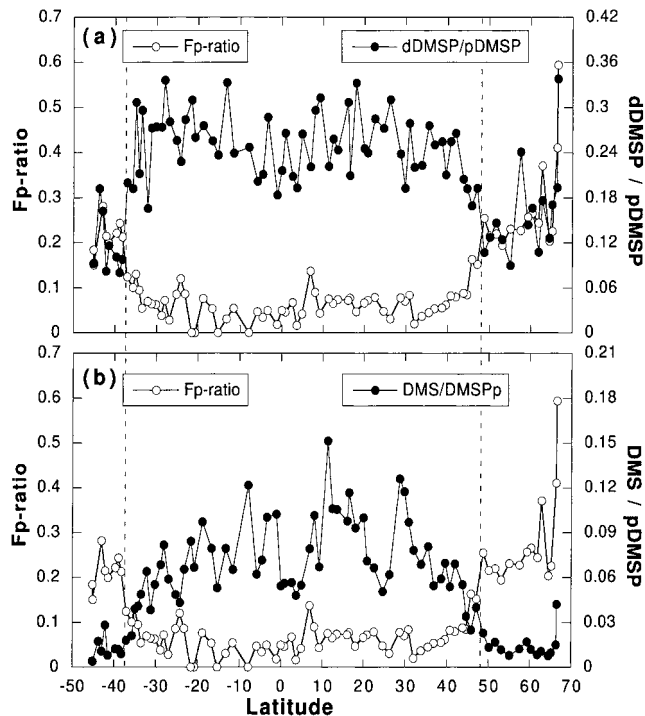 (a)
Fp-ratio
dDMSP/pDMSP
0.7
0.6
0.5
0.4
0.3
0.2
0.1
0
Fp-ratio
0.42
0.36
0.3
0.24
0.18
0.12
0.06
0
dDMSP / pDMSP
(b)
Fp-ratio
DMS/DMSPp
0.7
0.6
0.5
0.4
0.3
0.2
0.1
0
Fp-ratio
0.21
0.18
0.15
0.12
0.09
0.06
0.03
0
DMS / pDMSP
-50 -40 -30 -20 -10 0 10 20 30 40 50 60 70
Latitude